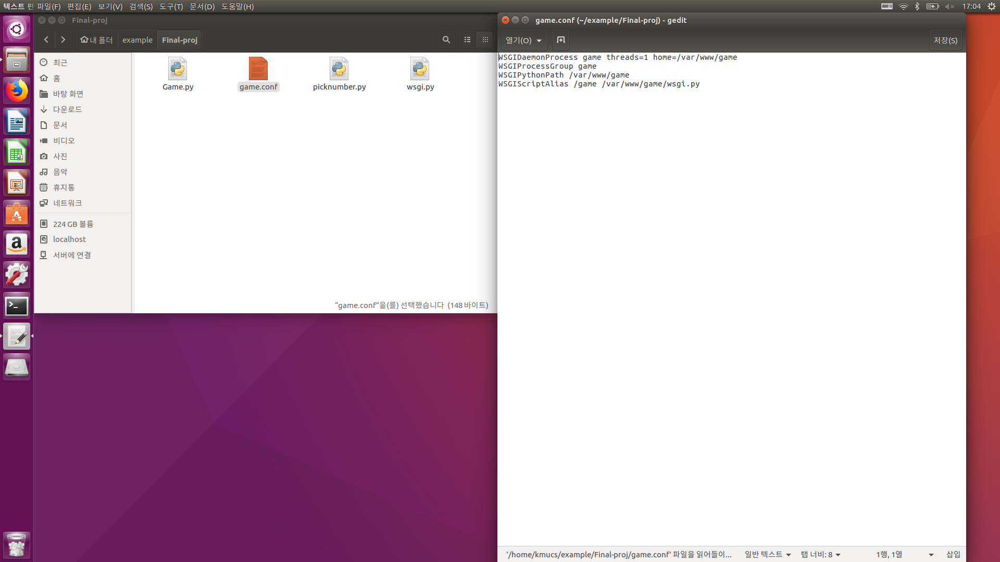 텍스트 편 파일(F) 편집(E) 보기(V) 검색(S) 도구(T) 문서(D) 도움말(H)
17:04
Final-proj
내 폴더 example Final-proj
최근
홈
바탕 화면
다운로드
문서
비디오
사진
음악
휴지통
네트워크
224 GB 볼륨
localhost
서버에 연결
Game.py
game.conf
picknumber.py
wsgi.py
“game.conf”을(를) 선택했습니다 (148 바이트)
game.conf (~/example/Final-proj) - gedit
열기(O)
저장(S)
WSGIDaemonProcess game threads=1 home=/var/www/game
WSGIProcessGroup game
WSGIPythonPath /var/www/game
WSGIScriptAlias /game /var/www/game/wsgi.py
'/home/kmucs/example/Final-proj/game.conf' 파일을 읽어들이... 일반 텍스트 탭 너비: 8 1행, 1열 삽입